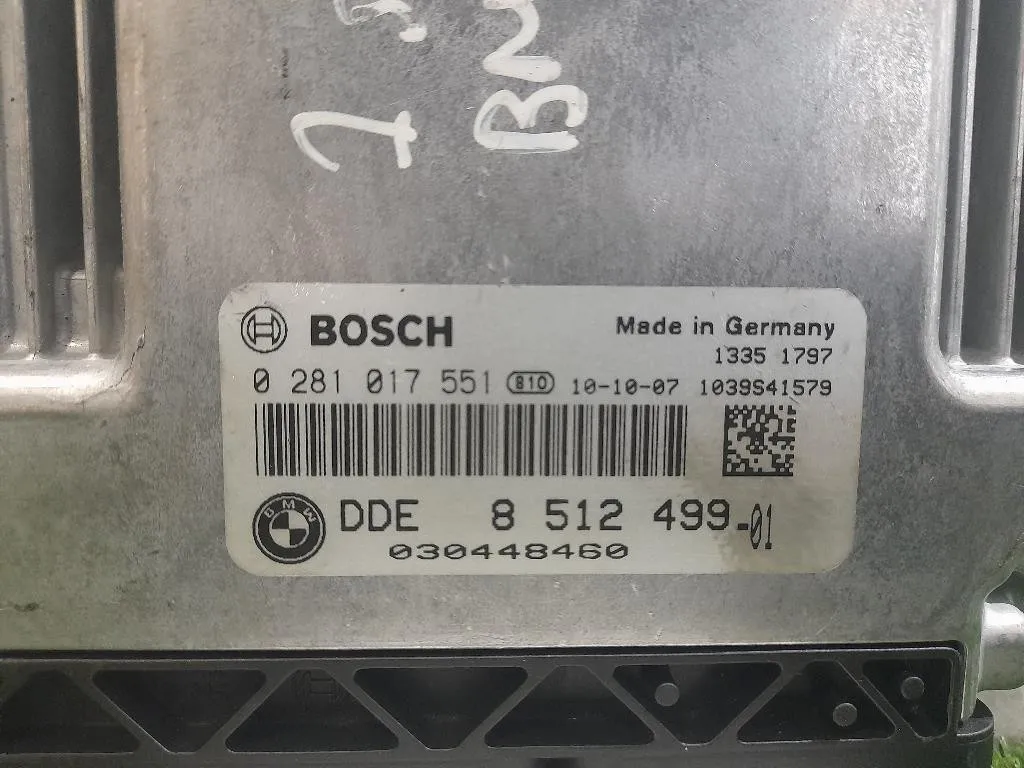 BOSCH Made in Germany
1335 1797
0 281 017 551 810 10-10-07 1039S41579
BMW DDE 8 512 499-01
030448460